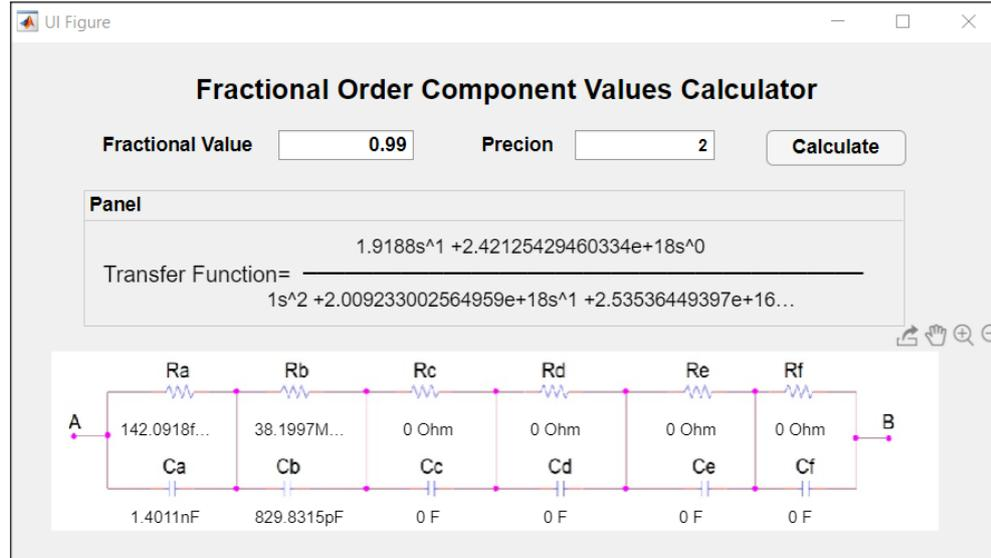 UI Figure
Fractional Order Component Values Calculator
Fractional Value 0.99 Precion 2 Calculate
Panel
1.9188s^1 +2.42125429460334e+18s^0
Transfer Function=
1s^2 +2.009233002564959e+18s^1 +2.53536449397e+16...
Ra Rb Rc Rd Re Rf
A B
142.0918f... 38.1997M... 0 Ohm 0 Ohm 0 Ohm 0 Ohm
Ca Cb Cc Cd Ce Cf
1.4011nF 829.8315pF 0 F 0 F 0 F 0 F